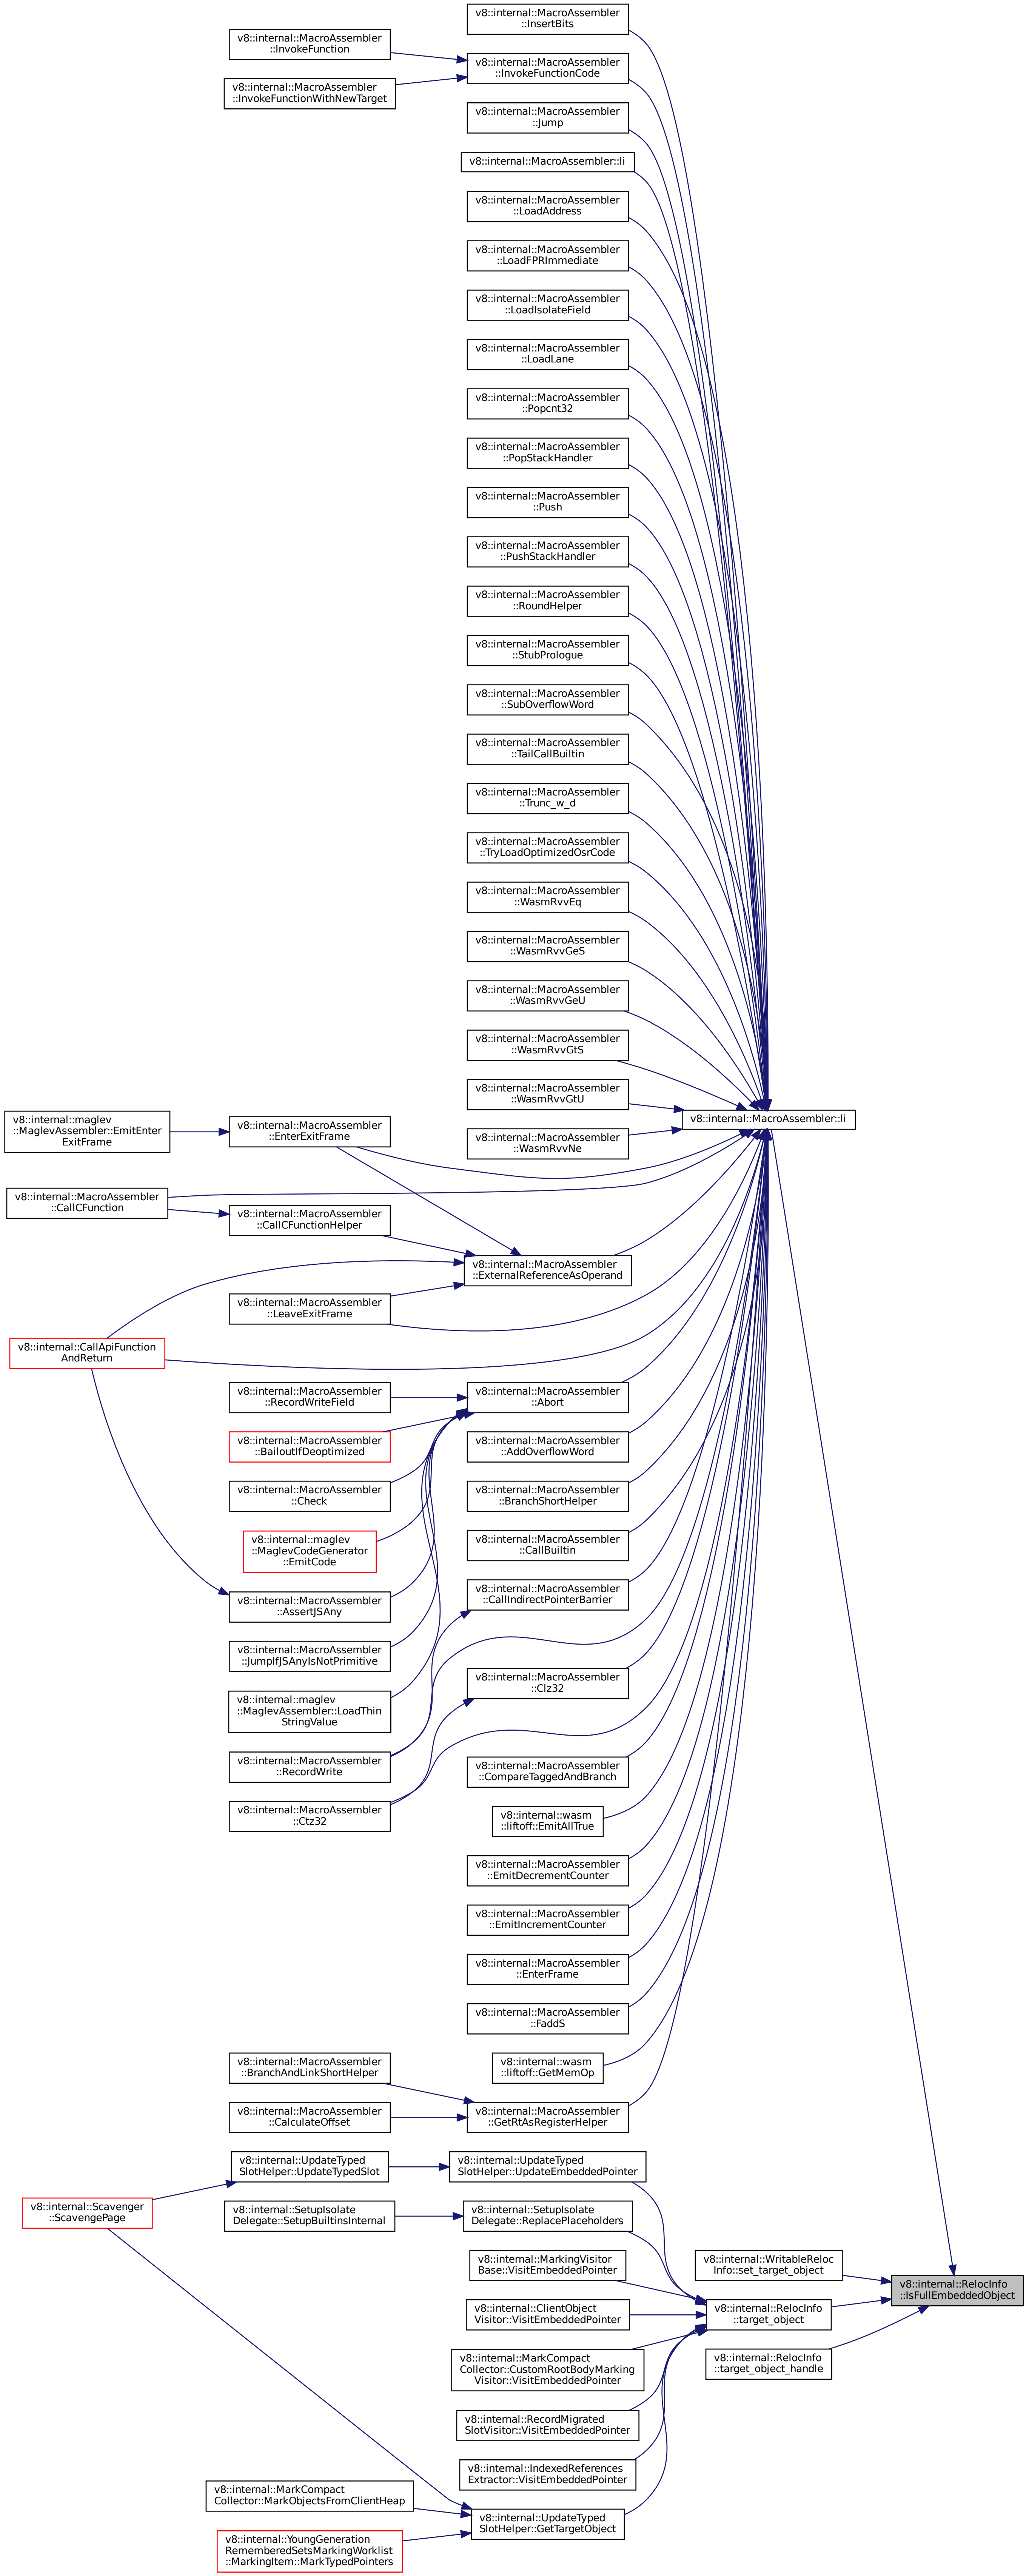 v8::internal::MacroAssembler
::InsertBits
v8::internal::MacroAssembler
::InvokeFunction
v8::internal::MacroAssembler
::InvokeFunctionCode
v8::internal::MacroAssembler
::InvokeFunctionWithNewTarget
v8::internal::MacroAssembler
::Jump
v8::internal::MacroAssembler::li
v8::internal::MacroAssembler
::LoadAddress
v8::internal::MacroAssembler
::LoadFPRImmediate
v8::internal::MacroAssembler
::LoadIsolateField
v8::internal::MacroAssembler
::LoadLane
v8::internal::MacroAssembler
::Popcnt32
v8::internal::MacroAssembler
::PopStackHandler
v8::internal::MacroAssembler
::Push
v8::internal::MacroAssembler
::PushStackHandler
v8::internal::MacroAssembler
::RoundHelper
v8::internal::MacroAssembler
::StubPrologue
v8::internal::MacroAssembler
::SubOverflowWord
v8::internal::MacroAssembler
::TailCallBuiltin
v8::internal::MacroAssembler
::Trunc_w_d
v8::internal::MacroAssembler
::TryLoadOptimizedOsrCode
v8::internal::MacroAssembler
::WasmRvvEq
v8::internal::MacroAssembler
::WasmRvvGeS
v8::internal::MacroAssembler
::WasmRvvGeU
v8::internal::MacroAssembler
::WasmRvvGtS
v8::internal::MacroAssembler
::WasmRvvGtU
v8::internal::MacroAssembler::li
v8::internal::maglev
::MaglevAssembler::EmitEnter
ExitFrame
v8::internal::MacroAssembler
::EnterExitFrame
v8::internal::MacroAssembler
::WasmRvvNe
v8::internal::MacroAssembler
::CallCFunction
v8::internal::MacroAssembler
::CallCFunctionHelper
v8::internal::MacroAssembler
::ExternalReferenceAsOperand
v8::internal::MacroAssembler
::LeaveExitFrame
v8::internal::CallApiFunction
AndReturn
v8::internal::MacroAssembler
::RecordWriteField
v8::internal::MacroAssembler
::Abort
v8::internal::MacroAssembler
::BailoutIfDeoptimized
v8::internal::MacroAssembler
::AddOverflowWord
v8::internal::MacroAssembler
::Check
v8::internal::MacroAssembler
::BranchShortHelper
v8::internal::maglev
::MaglevCodeGenerator
::EmitCode
v8::internal::MacroAssembler
::CallBuiltin
v8::internal::MacroAssembler
::AssertJSAny
v8::internal::MacroAssembler
::CallIndirectPointerBarrier
v8::internal::MacroAssembler
::JumpIfJSAnyIsNotPrimitive
v8::internal::MacroAssembler
::Clz32
v8::internal::maglev
::MaglevAssembler::LoadThin
StringValue
v8::internal::MacroAssembler
::RecordWrite
v8::internal::MacroAssembler
::CompareTaggedAndBranch
v8::internal::MacroAssembler
::Ctz32
v8::internal::wasm
::liftoff::EmitAllTrue
v8::internal::MacroAssembler
::EmitDecrementCounter
v8::internal::MacroAssembler
::EmitIncrementCounter
v8::internal::MacroAssembler
::EnterFrame
v8::internal::MacroAssembler
::FaddS
v8::internal::wasm
::liftoff::GetMemOp
v8::internal::MacroAssembler
::BranchAndLinkShortHelper
v8::internal::MacroAssembler
::CalculateOffset
v8::internal::MacroAssembler
::GetRtAsRegisterHelper
v8::internal::UpdateTyped
SlotHelper::UpdateTypedSlot
v8::internal::UpdateTyped
SlotHelper::UpdateEmbeddedPointer
v8::internal::Scavenger
::ScavengePage
v8::internal::SetupIsolate
Delegate::SetupBuiltinsInternal
v8::internal::SetupIsolate
Delegate::ReplacePlaceholders
v8::internal::MarkingVisitor
Base::VisitEmbeddedPointer
v8::internal::WritableReloc
Info::set_target_object
v8::internal::RelocInfo
::IsFullEmbeddedObject
v8::internal::ClientObject
Visitor::VisitEmbeddedPointer
v8::internal::RelocInfo
::target_object
v8::internal::MarkCompact
Collector::CustomRootBodyMarking
Visitor::VisitEmbeddedPointer
v8::internal::RelocInfo
::target_object_handle
v8::internal::RecordMigrated
SlotVisitor::VisitEmbeddedPointer
v8::internal::IndexedReferences
Extractor::VisitEmbeddedPointer
v8::internal::MarkCompact
Collector::MarkObjectsFromClientHeap
v8::internal::UpdateTyped
SlotHelper::GetTargetObject
v8::internal::YoungGeneration
RememberedSetsMarkingWorklist
::MarkingItem::MarkTypedPointers